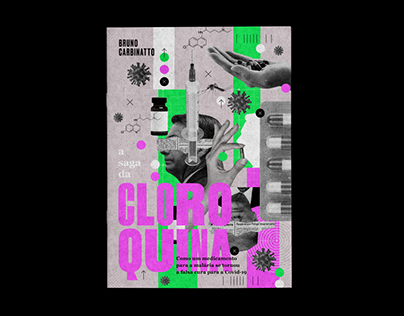 BRUNO
CARBINATTO
a
saga
da
CLORO
QUINA
Como um medicamento
para a malária se tornou
a falsa cura para a Covid-19